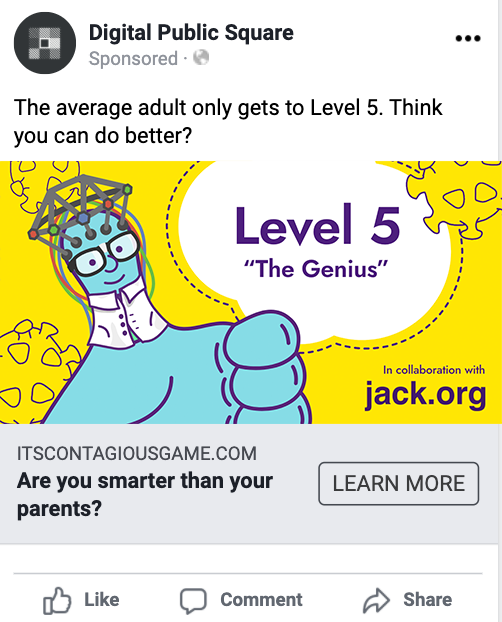 Digital Public Square
Sponsored ·
The average adult only gets to Level 5. Think
you can do better?
Level 5
“The Genius”
In collaboration with
jack.org
ITSCONTAGIOUSGAME.COM
Are you smarter than your
parents?
LEARN MORE
Like
Comment
Share